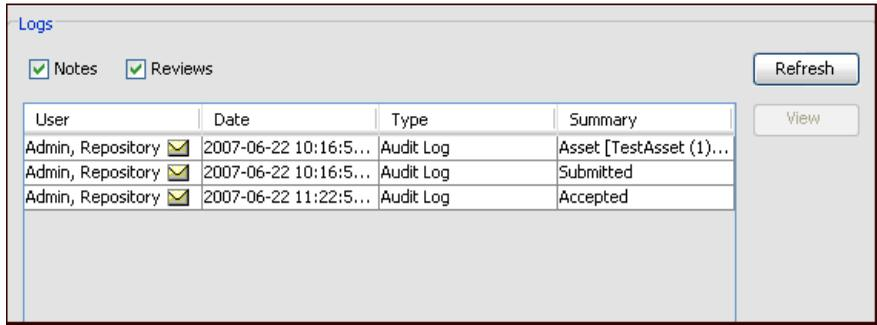 Logs
Notes Reviews Refresh
User Date Type Summary View
Admin, Repository 2007-06-22 10:16:5... Audit Log Asset [TestAsset (1)...
Admin, Repository 2007-06-22 10:16:5... Audit Log Submitted
Admin, Repository 2007-06-22 11:22:5... Audit Log Accepted